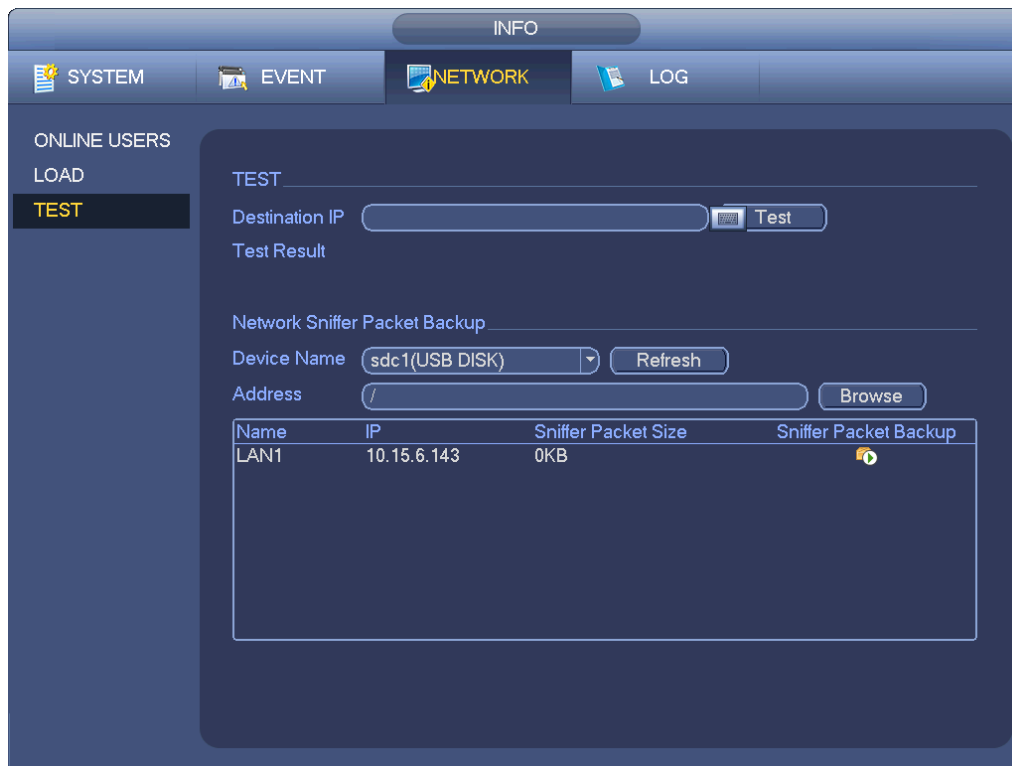 INFO
SYSTEM EVENT NETWORK LOG
ONLINE USERS
LOAD
TEST
TEST
Destination IP Test
Test Result
Network Sniffer Packet Backup
Device Name sdc1(USB DISK) Refresh
Address / Browse
Name IP Sniffer Packet Size Sniffer Packet Backup
LAN1 10.15.6.143 0KB